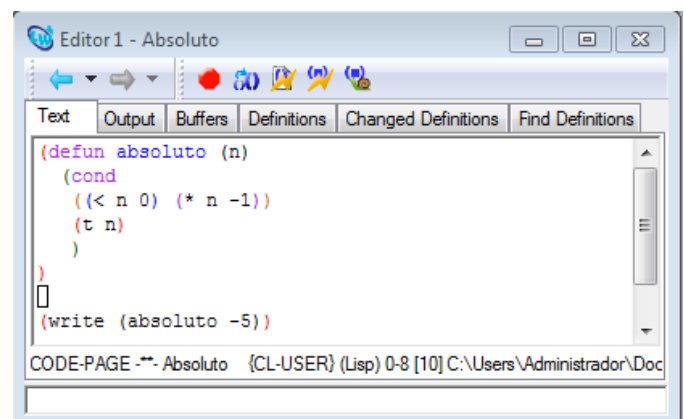 Editor 1 - Absoluto
Text Output Buffers Definitions Changed Definitions Find Definitions
(defun absoluto (n)
(cond
((< n 0) (* n -1))
(t n)
)
)
(write (absoluto -5))
CODE-PAGE -**- Absoluto {CL-USER} (Lisp) 0-8 [10] C:\Users\Administrador\Doc